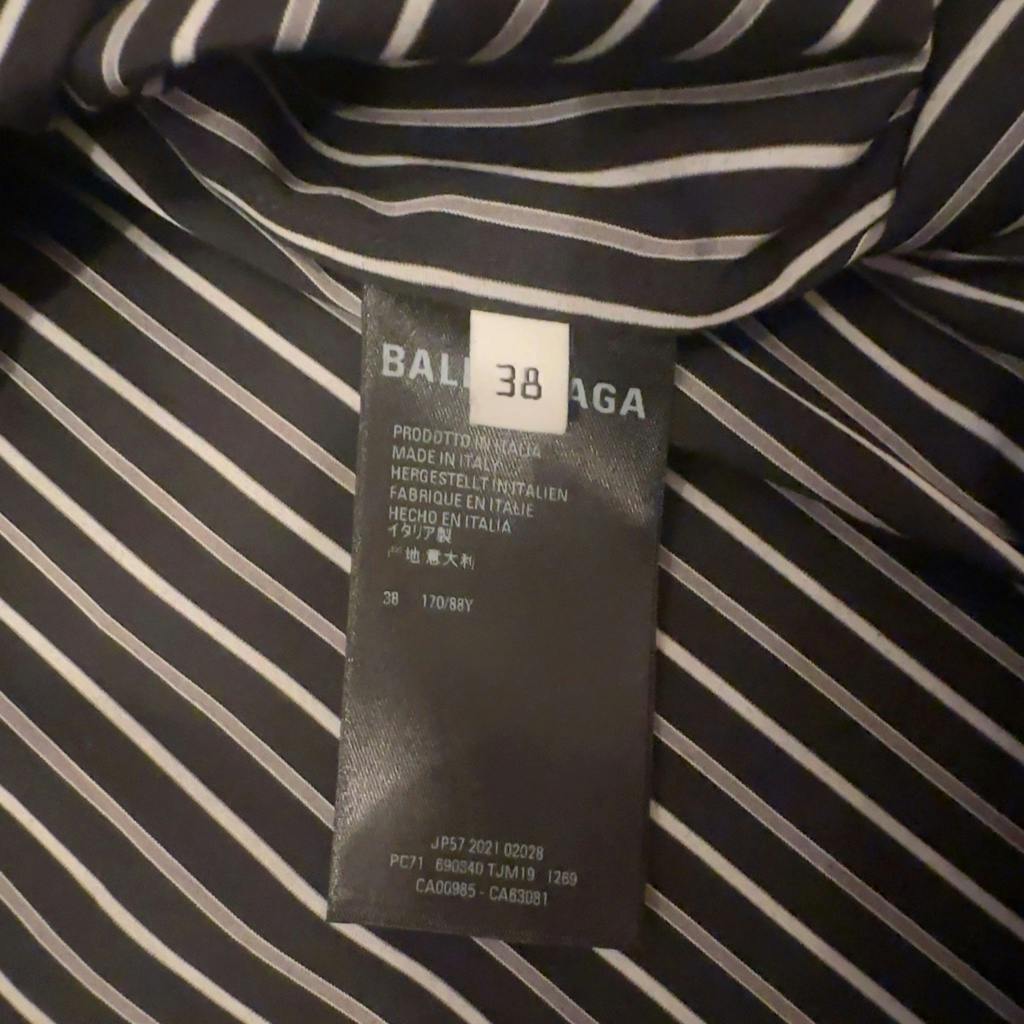 38
BAL AGA
PRODOTTO IN ITALIA
MADE IN ITALY
HERGESTELLT IN ITALIEN
FABRIQUE EN ITALIE
HECHO EN ITALIA
イタリア製
地 意大利
38 170/88Y
JP57 2021 02028
PC71 690840 TJM19 1269
CA00985 - CA63081